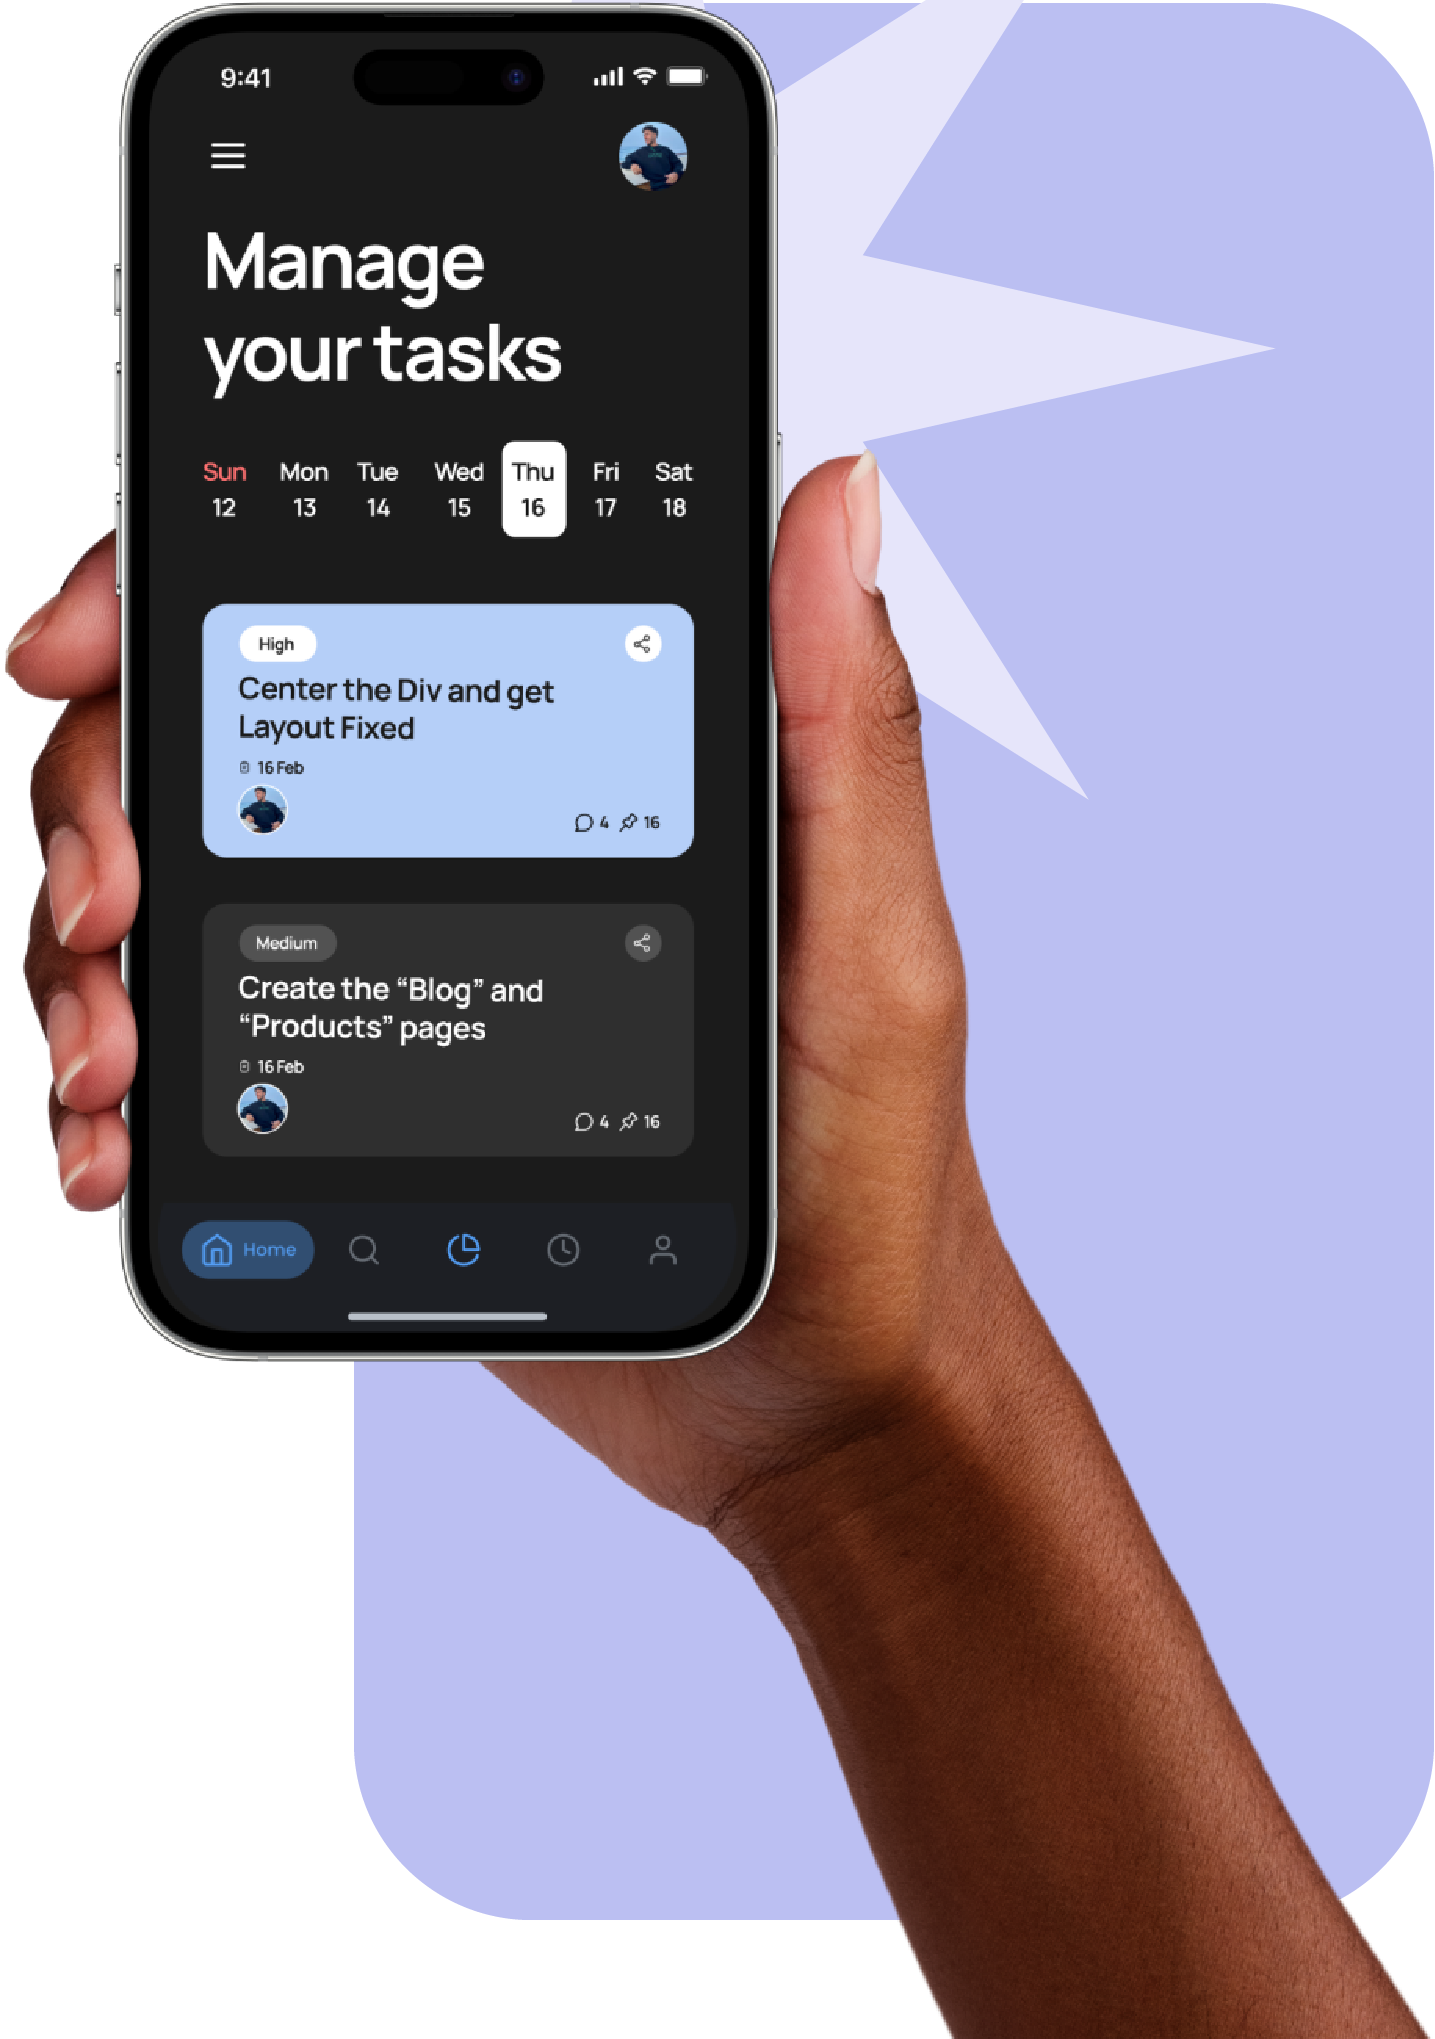 9:41
Manage
your tasks
Sun Mon Tue Wed Thu Fri Sat
12 13 14 15 16 17 18
High
Center the Div and get
Layout Fixed
16 Feb
4 16
Medium
Create the “Blog” and
“Products” pages
16 Feb
4 16
Home